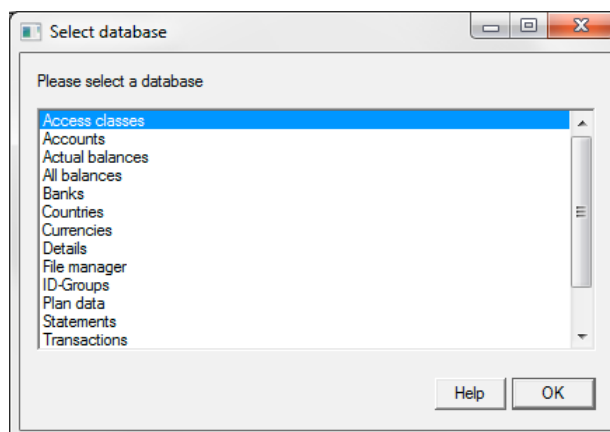 Select database
Please select a database
Access classes
Accounts
Actual balances
All balances
Banks
Countries
Currencies
Details
File manager
ID-Groups
Plan data
Statements
Transactions
Help OK